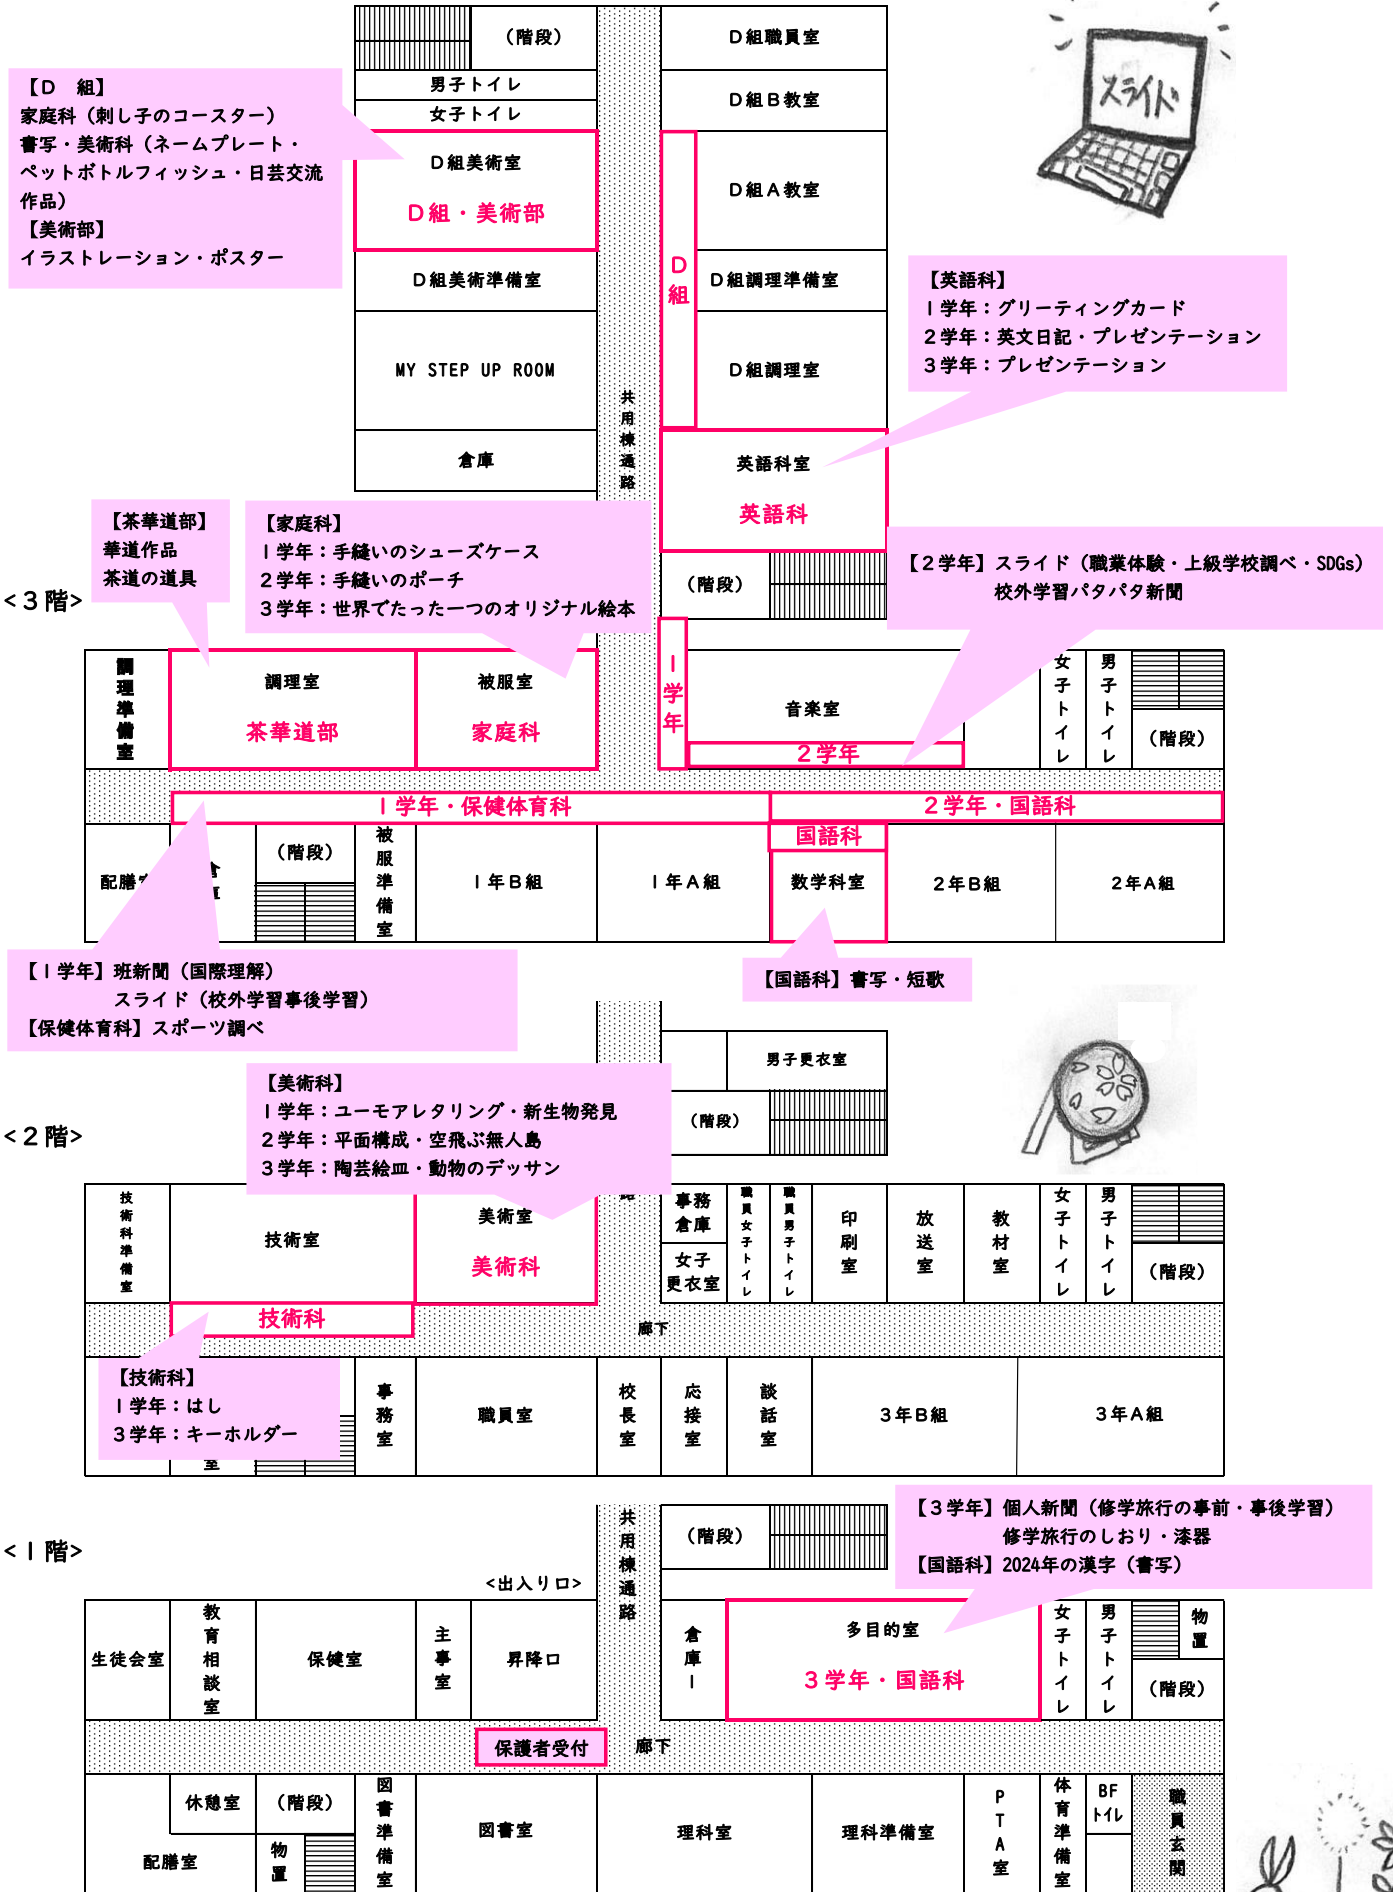 (階段)
D組職員室
スライド
男子トイレ
女子トイレ
D組B教室
【D　組】
家庭科(刺し子のコースター)
書写・美術科(ネームプレート・
ペットボトルフィッシュ・日芸交流
作品)
【美術部】
イラストレーション・ポスター
D組美術室
D組・美術部
D組A教室
D組
D組美術準備室
D組調理準備室
MY STEP UP ROOM
D組調理室
共用棟通路
倉庫
【英語科】
1学年：グリーティングカード
2学年：英文日記・プレゼンテーション
3学年：プレゼンテーション
英語科室
英語科
(階段)
【茶華道部】
華道作品
茶道の道具
【家庭科】
1学年：手縫いのシューズケース
2学年：手縫いのポーチ
3学年：世界でたった一つのオリジナル絵本
【2学年】スライド(職業体験・上級学校調べ・SDGs)
校外学習パタパタ新聞
<3階>
調理準備室
調理室
茶華道部
被服室
家庭科
1学年
音楽室
2学年
女子トイレ
男子トイレ
(階段)
1学年・保健体育科
2学年・国語科
国語科
配膳
(階段)
被服準備室
1年B組
1年A組
数学科室
2年B組
2年A組
【1学年】班新聞(国際理解)
スライド(校外学習事後学習)
【保健体育科】スポーツ調べ
【国語科】書写・短歌
<2階>
男子更衣室
(階段)
【美術科】
1学年：ユーモアレタリング・新生物発見
2学年：平面構成・空飛ぶ無人島
3学年：陶芸絵皿・動物のデッサン
技術科準備室
技術室
美術室
美術科
事務倉庫
女子更衣室
職員女子トイレ
職員男子トイレ
印刷室
放送室
教材室
女子トイレ
男子トイレ
(階段)
技術科
廊下
【技術科】
1学年：はし
3学年：キーホルダー
室
事務室
職員室
校長室
応接室
談話室
3年B組
3年A組
<1階>
共用棟通路
(階段)
【3学年】個人新聞(修学旅行の事前・事後学習)
修学旅行のしおり・漆器
【国語科】2024年の漢字(書写)
<出入り口>
生徒会室
教育相談室
保健室
主事室
昇降口
倉庫1
多目的室
3学年・国語科
女子トイレ
男子トイレ
物置
(階段)
保護者受付
廊下
休憩室
配膳室
(階段)
物置
図書準備室
図書室
理科室
理科準備室
PTA室
体育準備室
BF
トイレ
職員玄関